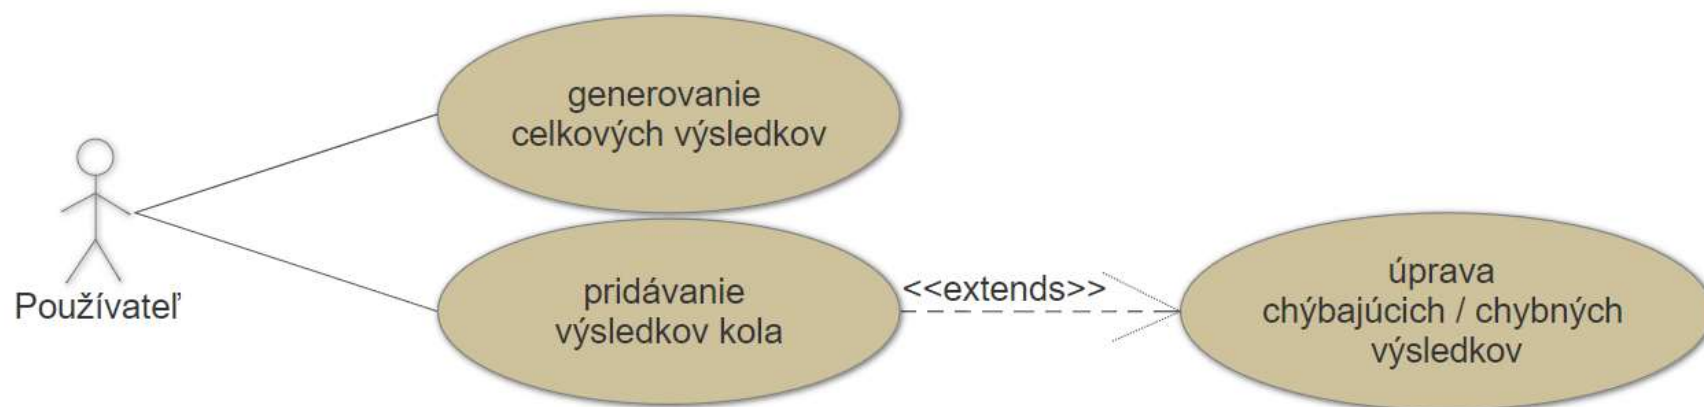 generovanie
celkových výsledkov
Používateľ
pridávanie
výsledkov kola
<<extends>>
úprava
chýbajúcich / chybných
výsledkov